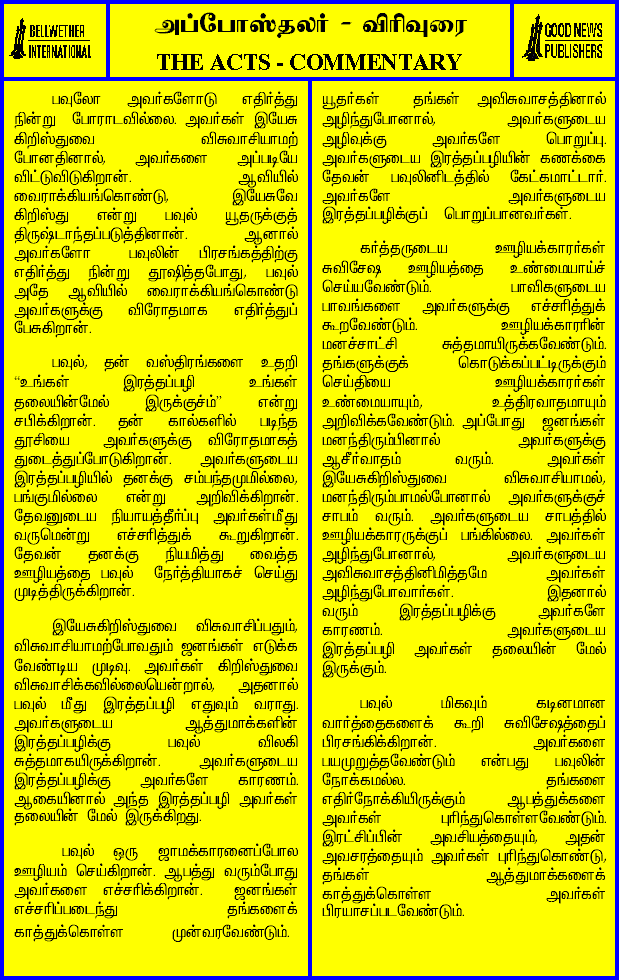 BELLWETHER
INTERNATIONAL
அப்போஸ்தலர் - விரிவுரை
THE ACTS - COMMENTARY
GOOD NEWS
PUBLISHERS
பவுலோ அவர்களோடு எதிர்த்து
நின்று போராடவில்லை. அவர்கள் இயேசு
கிறிஸ்துவை விசுவாசியாமற்
போனதினால், அவர்களை அப்படியே
விட்டுவிடுகிறான். ஆவியில்
வைராக்கியங்கொண்டு, இயேசுவே
கிறிஸ்து என்று பவுல் யூதருக்குத்
திருஷ்டாந்தப்படுத்தினான். ஆனால்
அவர்களோ பவுலின் பிரசங்கத்திற்கு
எதிர்த்து நின்று தூஷித்தபோது, பவுல்
அதே ஆவியில் வைராக்கியங்கொண்டு
அவர்களுக்கு விரோதமாக எதிர்த்துப்
பேசுகிறான்.
பவுல், தன் வஸ்திரங்களை உதறி
“உங்கள் இரத்தப்பழி உங்கள்
தலையின்மேல் இருக்குச்ம்” என்று
சபிக்கிறான். தன் கால்களில் படிந்த
தூசியை அவர்களுக்கு விரோதமாகத்
துடைத்துப்போடுகிறான். அவர்களுடைய
இரத்தப்பழியில் தனக்கு சம்பந்தமுமில்லை,
பங்குமில்லை என்று அறிவிக்கிறான்.
தேவனுடைய நியாயத்தீர்ப்பு அவர்கள்மீது
வருமென்று எச்சரித்துக் கூறுகிறான்.
தேவன் தனக்கு நியமித்து வைத்த
ஊழியத்தை பவுல் நேர்த்தியாகச் செய்து
முடித்திருக்கிறான்.
இயேசுகிறிஸ்துவை விசுவாசிப்பதும்,
விசுவாசியாமற்போவதும் ஜனங்கள் எடுக்க
வேண்டிய முடிவு. அவர்கள் கிறிஸ்துவை
விசுவாசிக்கவில்லையென்றால், அதனால்
பவுல் மீது இரத்தப்பழி எதுவும் வராது.
அவர்களுடைய ஆத்துமாக்களின்
இரத்தப்பழிக்கு பவுல் விலகி
சுத்தமாகயிருக்கிறான். அவர்களுடைய
இரத்தப்பழிக்கு அவர்களே காரணம்.
ஆகையினால் அந்த இரத்தப்பழி அவர்கள்
தலையின் மேல் இருக்கிறது.
பவுல் ஒரு ஜாமக்காரனைப்போல
ஊழியம் செய்கிறான். ஆபத்து வரும்போது
அவர்களை எச்சரிக்கிறான். ஜனங்கள்
எச்சரிப்படைந்து தங்களைக்
காத்துக்கொள்ள முன்வரவேண்டும்.
யூதர்கள் தங்கள் அவிசுவாசத்தினால்
அழிந்துபோனால், அவர்களுடைய
அழிவுக்கு அவர்களே பொறுப்பு.
அவர்களுடைய இரத்தப்பழியின் கணக்கை
தேவன் பவுலினிடத்தில் கேட்கமாட்டார்.
அவர்களே அவர்களுடைய
இரத்தப்பழிக்குப் பொறுப்பானவர்கள்.
கர்த்தருடைய ஊழியக்காரர்கள்
சுவிசேஷ ஊழியத்தை உண்மையாய்ச்
செய்யவேண்டும். பாவிகளுடைய
பாவங்களை அவர்களுக்கு எச்சரித்துக்
கூறவேண்டும். ஊழியக்காரரின்
மனச்சாட்சி சுத்தமாயிருக்கவேண்டும்.
தங்களுக்குக் கொடுக்கப்பட்டிருக்கும்
செய்தியை ஊழியக்காரர்கள்
உண்மையாயும், உத்திரவாதமாயும்
அறிவிக்கவேண்டும். அப்போது ஜனங்கள்
மனந்திரும்பினால் அவர்களுக்கு
ஆசீர்வாதம் வரும். அவர்கள்
இயேசுகிறிஸ்துவை விசுவாசியாமல்,
மனந்திரும்பாமல்போனால் அவர்களுக்குச்
சாபம் வரும். அவர்களுடைய சாபத்தில்
ஊழியக்காரருக்குப் பங்கில்லை. அவர்கள்
அழிந்துபோனால், அவர்களுடைய
அவிசுவாசத்தினிமித்தமே அவர்கள்
அழிந்துபோவார்கள். இதனால்
வரும் இரத்தப்பழிக்கு அவர்களே
காரணம். அவர்களுடைய
இரத்தப்பழி அவர்கள் தலையின் மேல்
இருக்கும்.
பவுல் மிகவும் கடினமான
வார்த்தைகளைக் கூறி சுவிசேஷத்தைப்
பிரசங்கிக்கிறான். அவர்களை
பயமுறுத்தவேண்டும் என்பது பவுலின்
நோக்கமல்ல. தங்களை
எதிர்நோக்கியிருக்கும் ஆபத்துக்களை
அவர்கள் புரிந்துகொள்ளவேண்டும்.
இரட்சிப்பின் அவசியத்தையும், அதன்
அவசரத்தையும் அவர்கள் புரிந்துகொண்டு,
தங்கள் ஆத்துமாக்களைக்
காத்துக்கொள்ள அவர்கள்
பிரயாசப்படவேண்டும்.